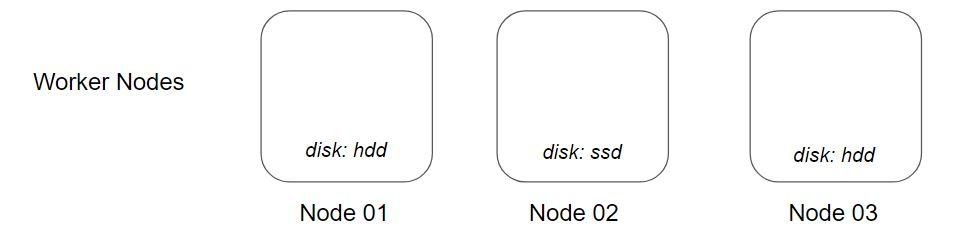 Worker Nodes
disk: hdd
disk: ssd
disk: hdd
Node 01
Node 02
Node 03